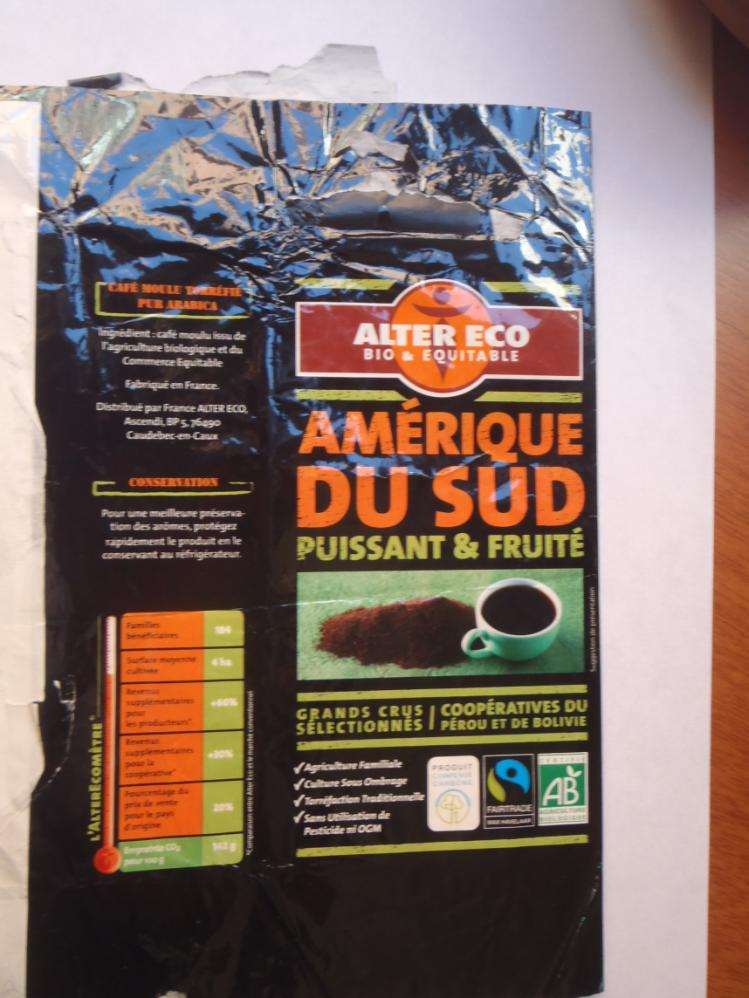 CAFÉ MOULU TORRÉFIÉ
PUR ARABICA
Ingrédient : café moulu issu de
l'agriculture biologique et du
Commerce Equitable
Fabriqué en France.
Distribué par France ALTER ECO,
Ascendi, BP 5, 76490
Caudebec-en-Caux
CONSERVATION
Pour une meilleure préserva-
tion des arômes, protégez
rapidement le produit en le
conservant au réfrigérateur.
L'ALTERECOMÈTRE®
Familles
bénéficiaires
184
Surface moyenne
cultivée
4 ha
Revenus
supplémentaires
pour
les producteurs*
+60%
Revenus
supplémentaires
pour la
coopérative*
+30%
Pourcentage du
prix de vente
pour le pays
d'origine
20%
Empreinte CO2
pour 100 g
162 g
*Comparaison entre Alter Eco et le marché conventionnel
ALTER ECO
BIO & EQUITABLE
AMÉRIQUE
DU SUD
PUISSANT & FRUITÉ
Suggestion de présentation
GRANDS CRUS
SÉLECTIONNÉS
COOPÉRATIVES DU
PÉROU ET DE BOLIVIE
Agriculture Familiale
Culture Sous Ombrage
Torréfaction Traditionnelle
Sans Utilisation de
Pesticide ni OGM
PRODUIT
COMPENSÉ
CARBONE
FAIRTRADE
MAX HAVELAAR
CERTIFIÉ
AB
AGRICULTURE
BIOLOGIQUE